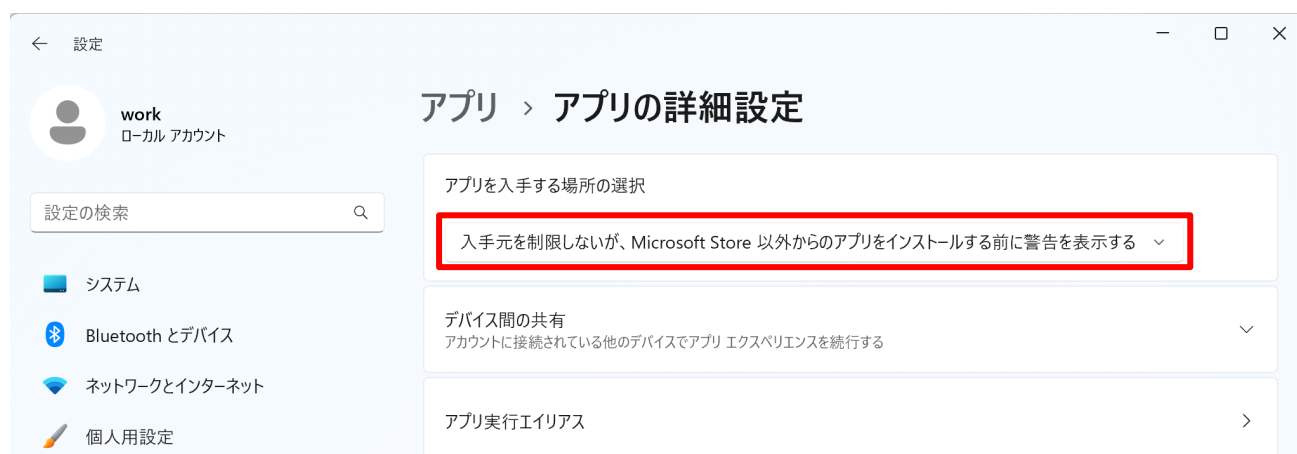 設定
work
ローカル アカウント
設定の検索
システム
Bluetooth とデバイス
ネットワークとインターネット
個人用設定
アプリ › アプリの詳細設定
アプリを入手する場所の選択
入手元を制限しないが、Microsoft Store 以外からのアプリをインストールする前に警告を表示する
デバイス間の共有
アカウントに接続されている他のデバイスでアプリ エクスペリエンスを続行する
アプリ実行エイリアス